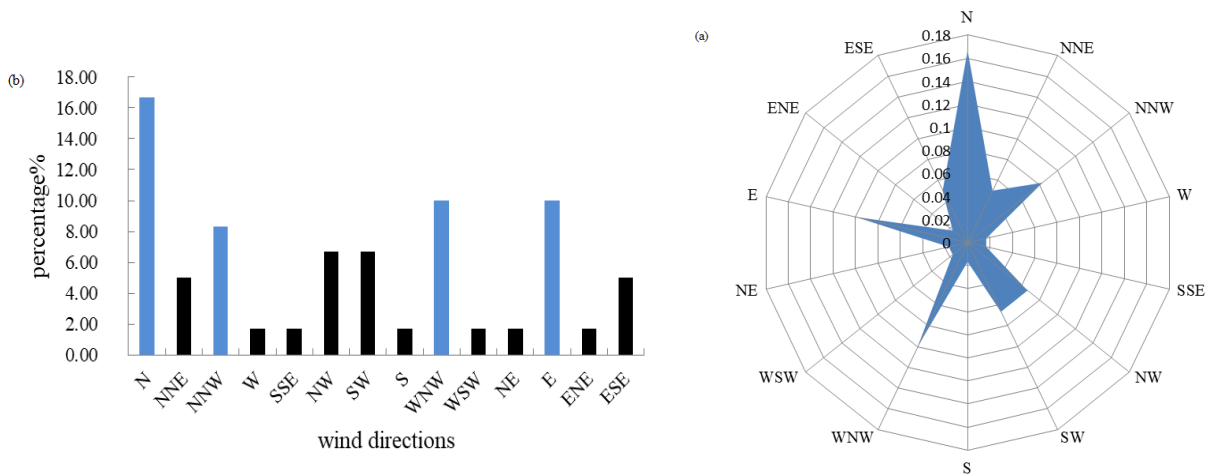 (b)
percentage%
18.00
16.00
14.00
12.00
10.00
8.00
6.00
4.00
2.00
0.00
N NNE NNW W SSE NW SW S WNW WSW NE E ENE ESE
wind directions
(a)
N
NNE
NNW
W
SSE
NW
SW
S
WNW
WSW
NE
E
ENE
ESE
0.18
0.16
0.14
0.12
0.1
0.08
0.06
0.04
0.02
0